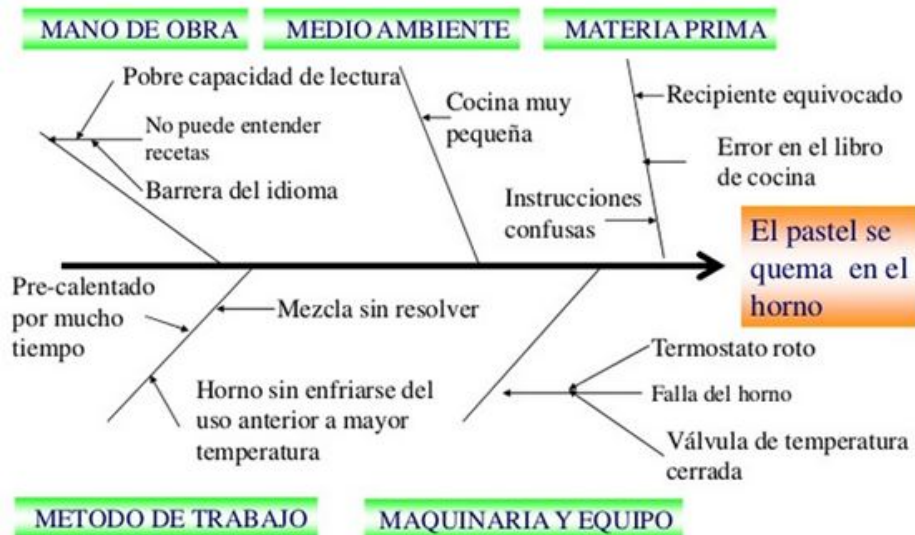 MANO DE OBRA
MEDIO AMBIENTE
MATERIA PRIMA
Pobre capacidad de lectura
No puede entender
recetas
Barrera del idioma
Cocina muy
pequeña
Recipiente equivocado
Error en el libro
de cocina
Instrucciones
confusas
El pastel se
quema en el
horno
Pre-calentado
por mucho
tiempo
Mezcla sin resolver
Horno sin enfriarse del
uso anterior a mayor
temperatura
Termostato roto
Falla del horno
Válvula de temperatura
cerrada
METODO DE TRABAJO
MAQUINARIA Y EQUIPO